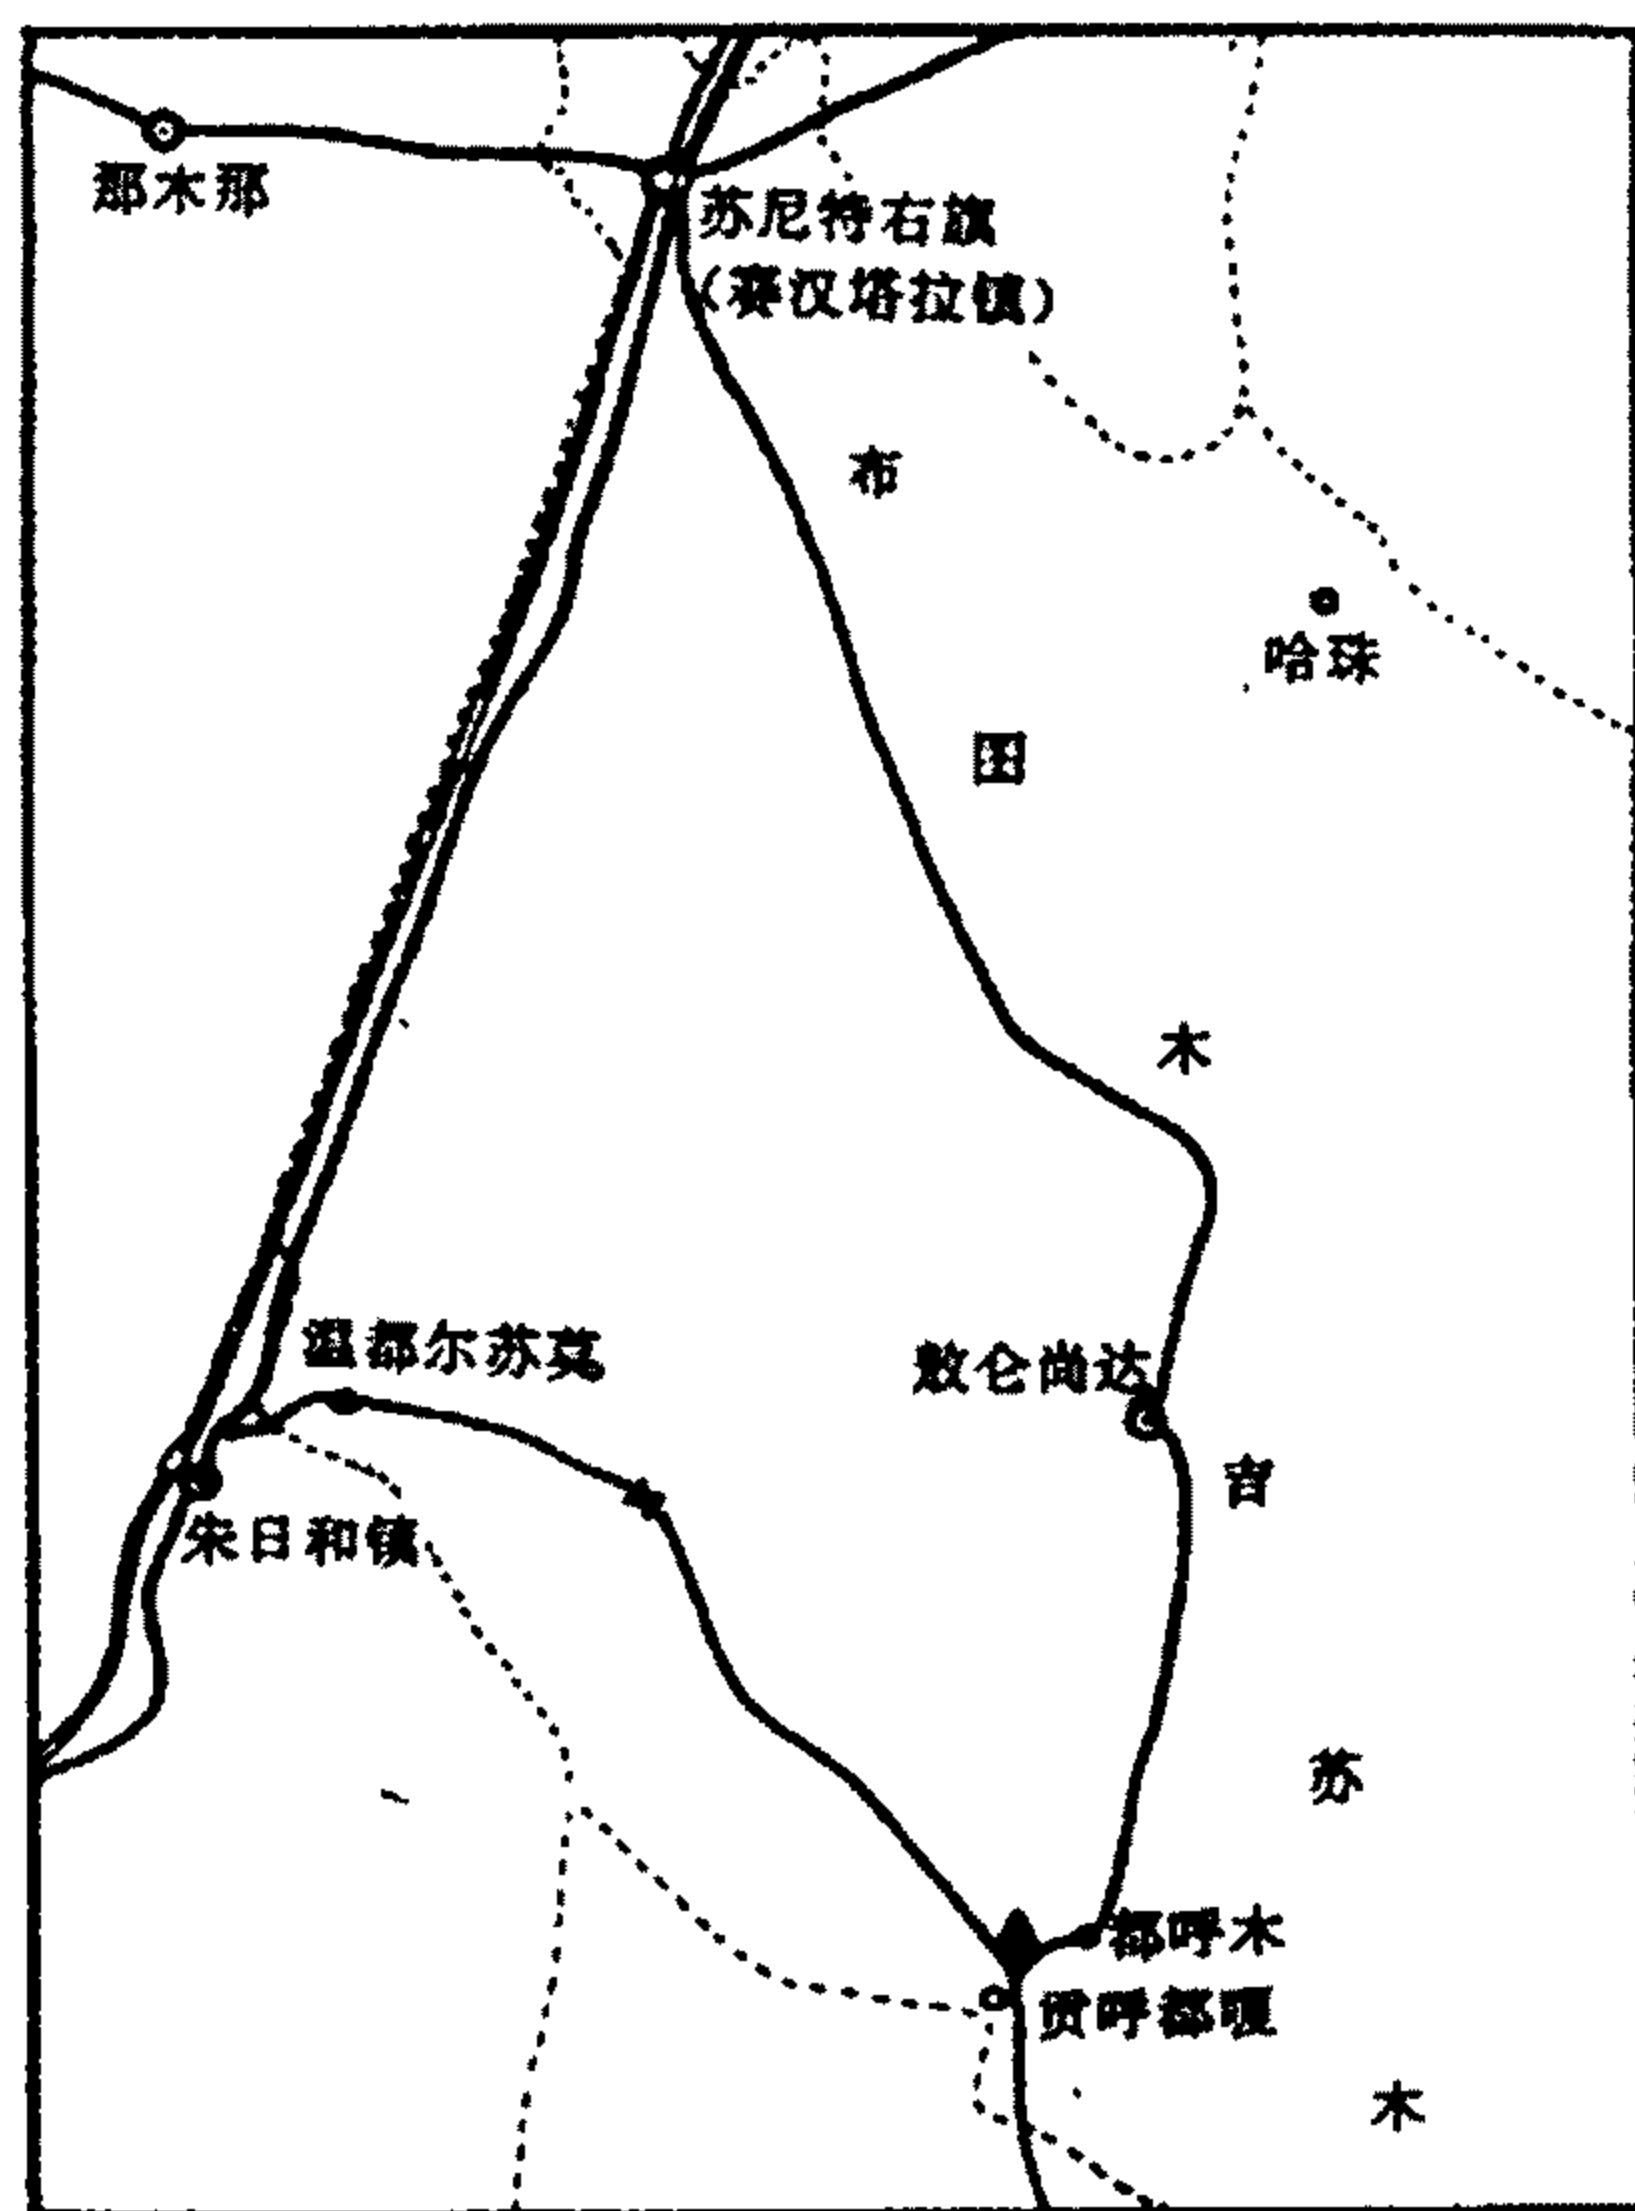 那木那
苏尼特右旗
(赛汉塔拉镇)
布
图
哈珠
木
温都尔苏莫
敖仑尚达
吉
朱日和镇
苏
都呼木
贡呼都嘎
木